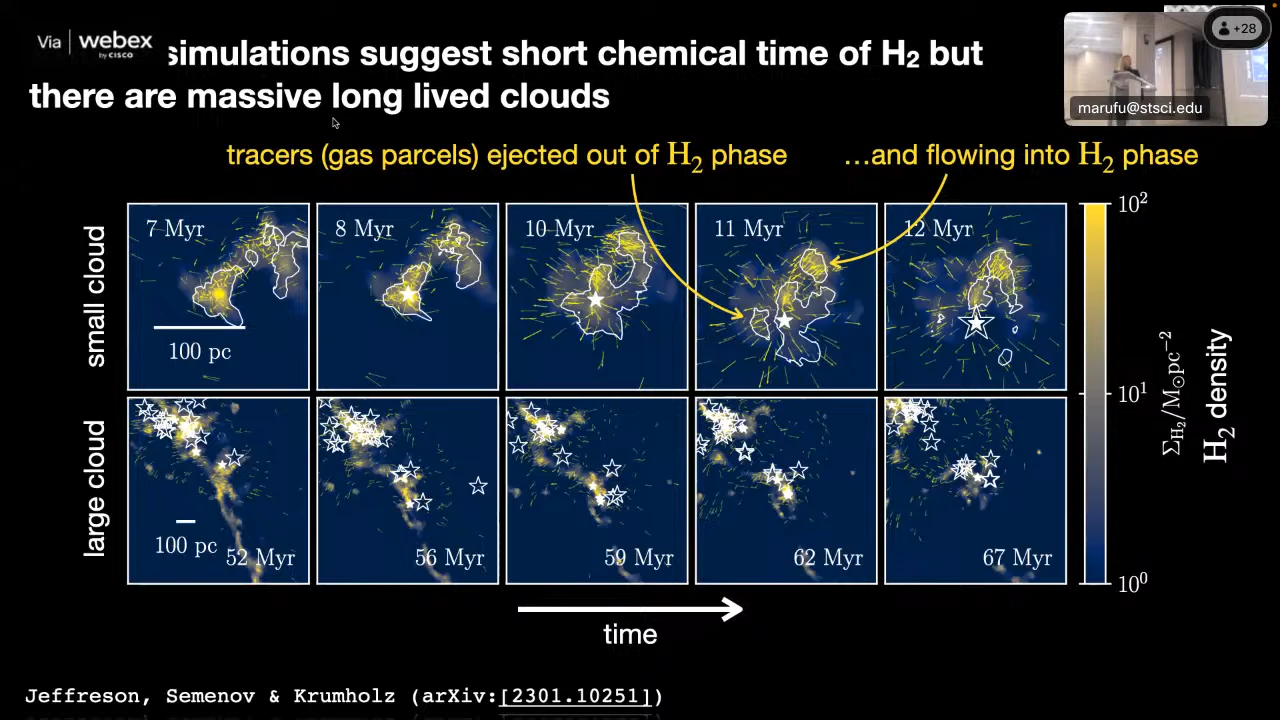 Via webex
by CISCO
simulations suggest short chemical time of H₂ but
there are massive long lived clouds
+28
marufu@stsci.edu
tracers (gas parcels) ejected out of H₂ phase
...and flowing into H₂ phase
small cloud
7 Myr
8 Myr
10 Myr
11 Myr
12 Myr
100 pc
large cloud
100 pc
52 Myr
56 Myr
59 Myr
62 Myr
67 Myr
10²
10¹
10⁰
Σ_H₂/M⊙pc⁻²
H₂ density
time
Jeffreson, Semenov & Krumholz (arXiv:[2301.10251])